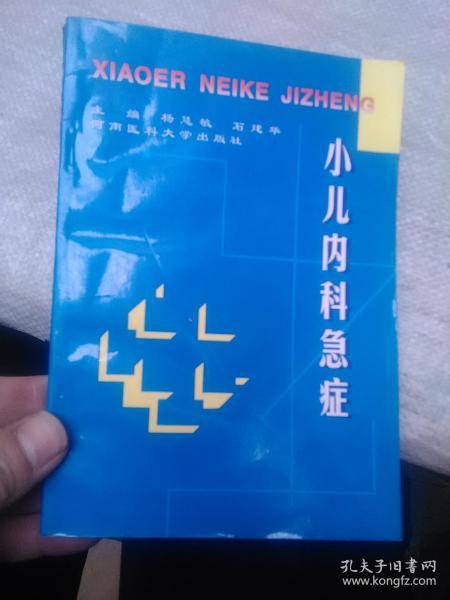 XIAOER NEIKE JIZHENG
主 编 杨慧敏 石建华
河南医科大学出版社
小儿内科急症
孔夫子旧书网
www.kongfz.com